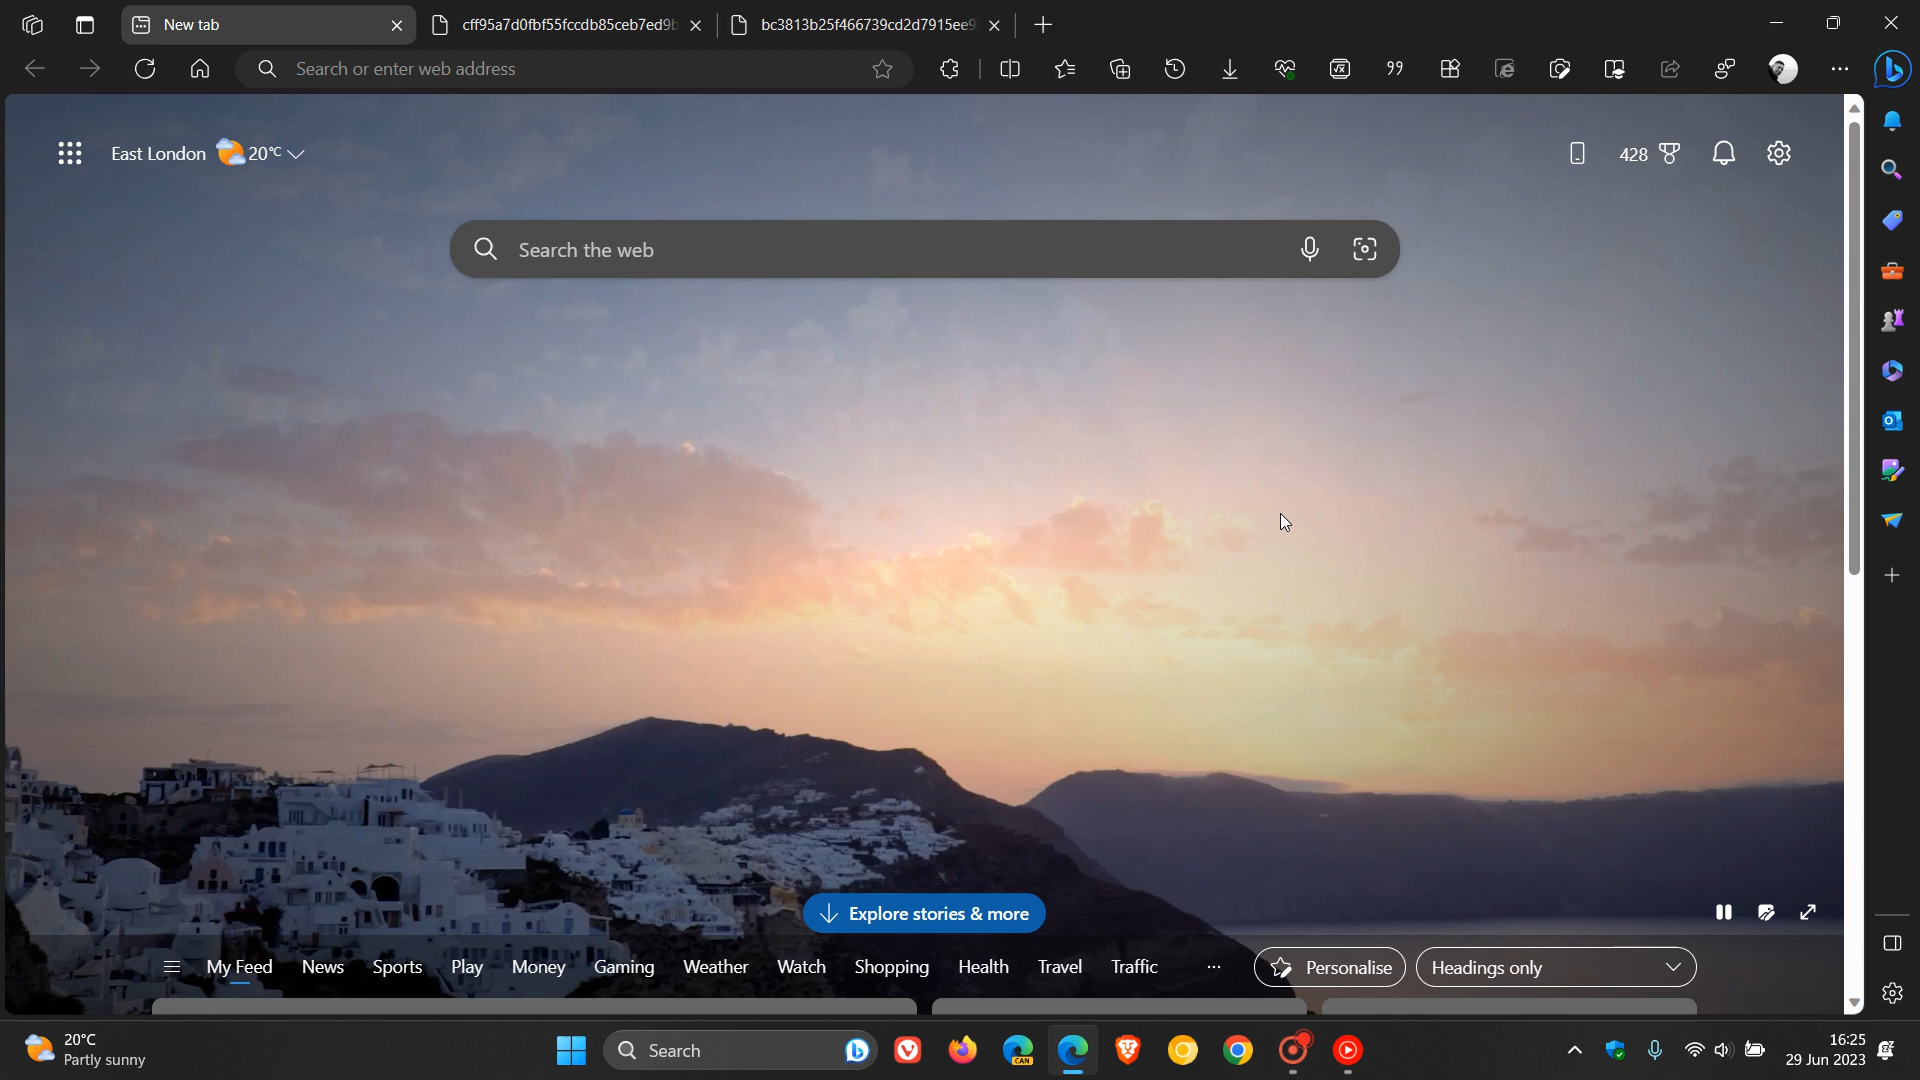 New tab
cff95a7d0fbf55fccdb85ceb7ed9b
bc3813b25f466739cd2d7915ee9
Search or enter web address
East London 20°C
428
Search the web
Explore stories & more
My Feed News Sports Play Money Gaming Weather Watch Shopping Health Travel Traffic ... Personalise Headings only
20°C
Partly sunny
Search
CAN
16:25
29 Jun 2023